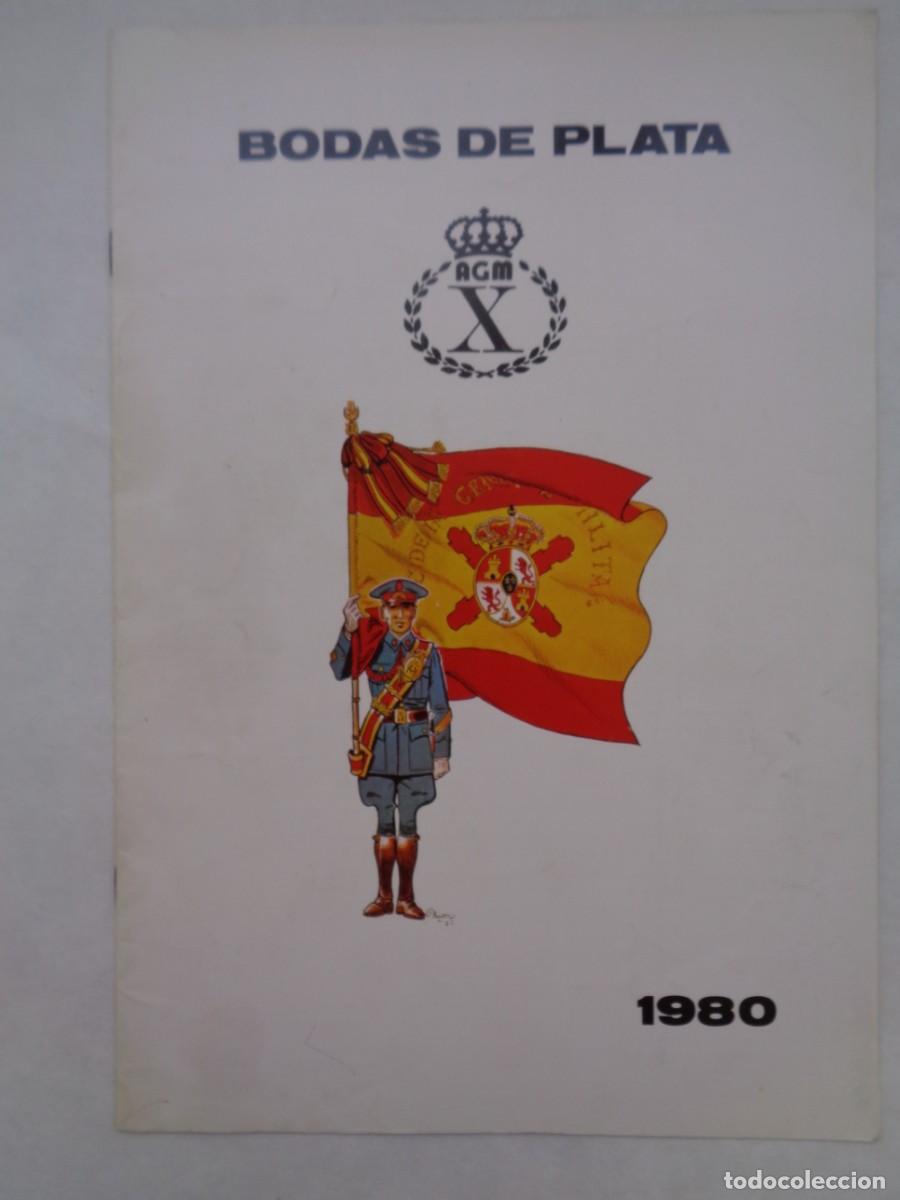 BODAS DE PLATA
AGM
X
1980
todocoleccion